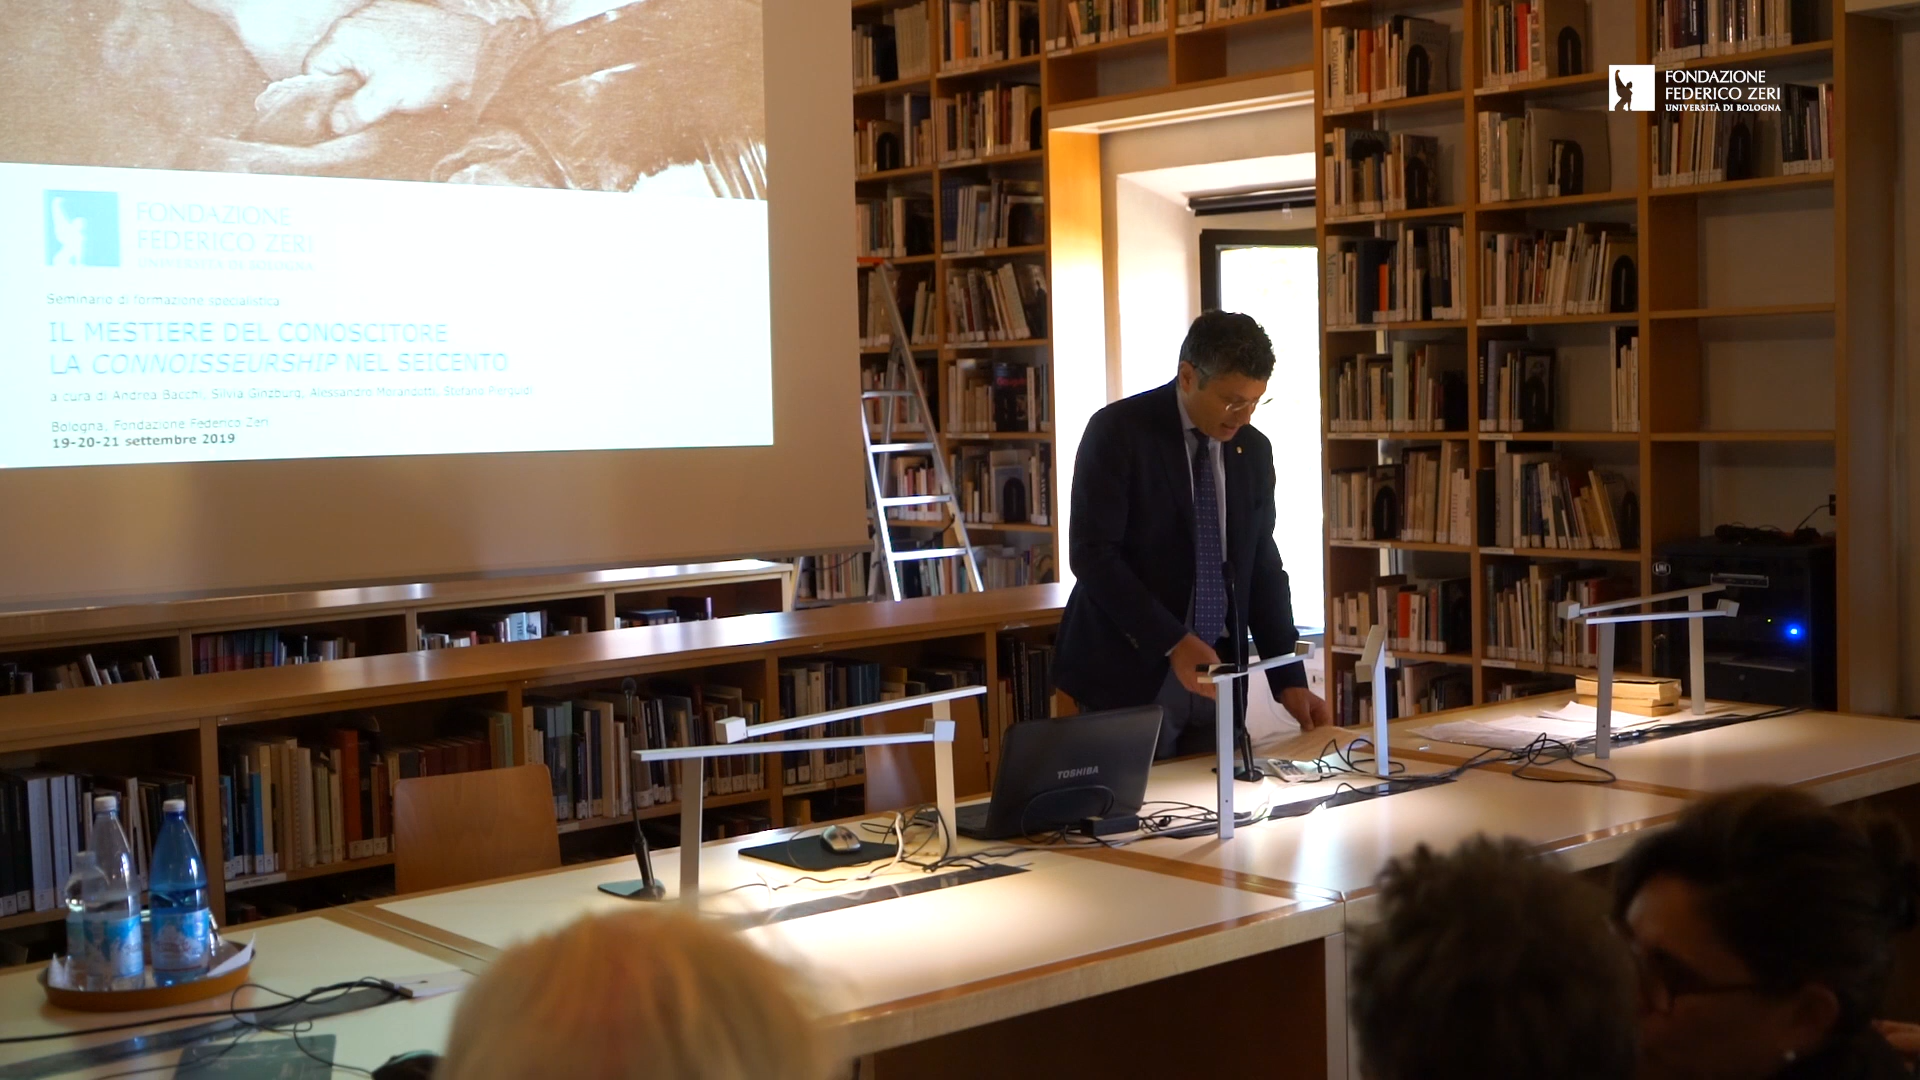 FONDAZIONE
FEDERICO ZERI
UNIVERSITÀ DI BOLOGNA
FONDAZIONE
FEDERICO ZERI
UNIVERSITÀ DI BOLOGNA
Seminario di formazione specialistica
IL MESTIERE DEL CONOSCITORE
LA CONNOISSEURSHIP NEL SEICENTO
a cura di Andrea Bacchi, Silvia Ginzburg, Alessandro Morandotti, Stefano Pierguidi
Bologna, Fondazione Federico Zeri
19-20-21 settembre 2019
TOSHIBA